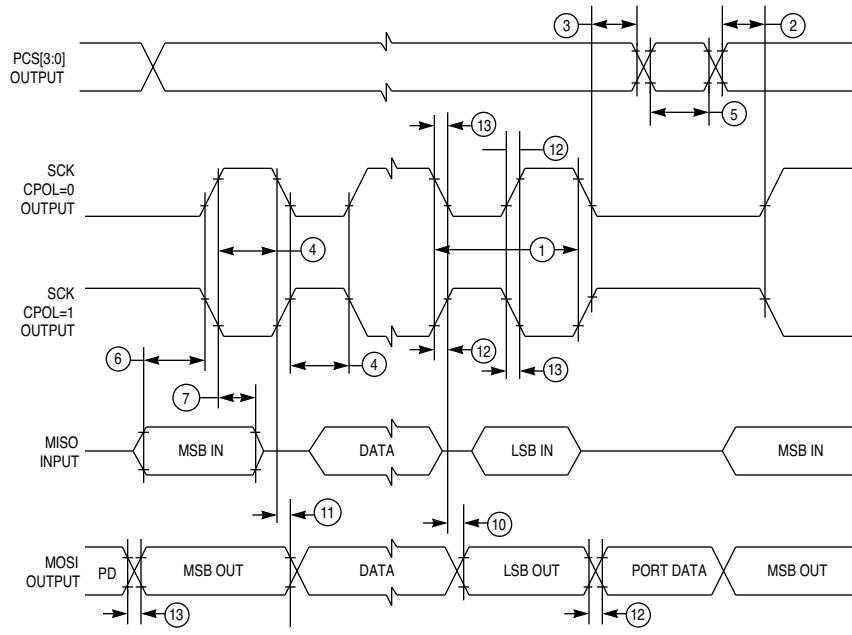 3
2
PCS[3:0]
OUTPUT
5
13
12
SCK
CPOL=0
OUTPUT
4
1
SCK
CPOL=1
OUTPUT
12
6
4
13
7
MISO
INPUT
MSB IN
DATA
LSB IN
MSB IN
11
10
MOSI
OUTPUT
PD
MSB OUT
DATA
LSB OUT
PORT DATA
MSB OUT
13
12